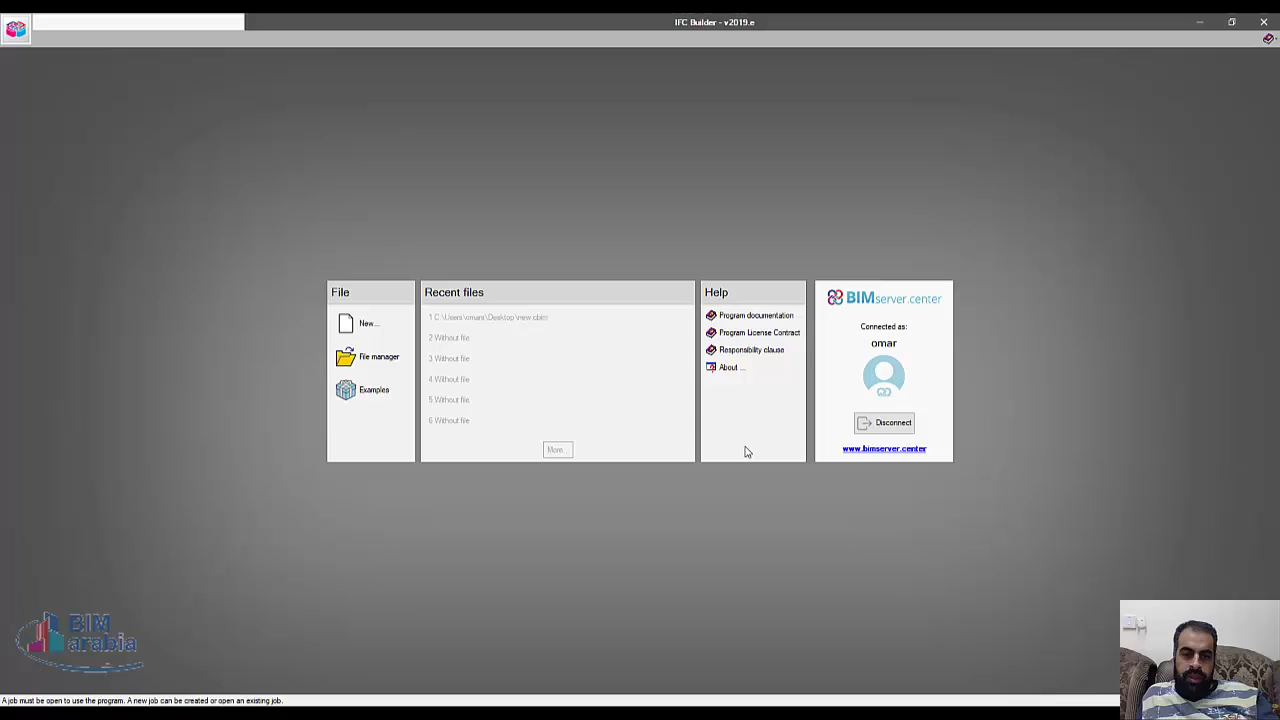 IFC Builder - v2019.e
File
New...
File manager
Examples
Recent files
1 C:\Users\omars\Desktop\new.cbim
2 Without file
3 Without file
4 Without file
5 Without file
6 Without file
More...
Help
Program documentation
Program License Contract
Responsibility clause
About ...
BIMserver.center
Connected as:
omar
Disconnect
www.bimserver.center
BIM
arabia
A job must be open to use the program. A new job can be created or open an existing job.